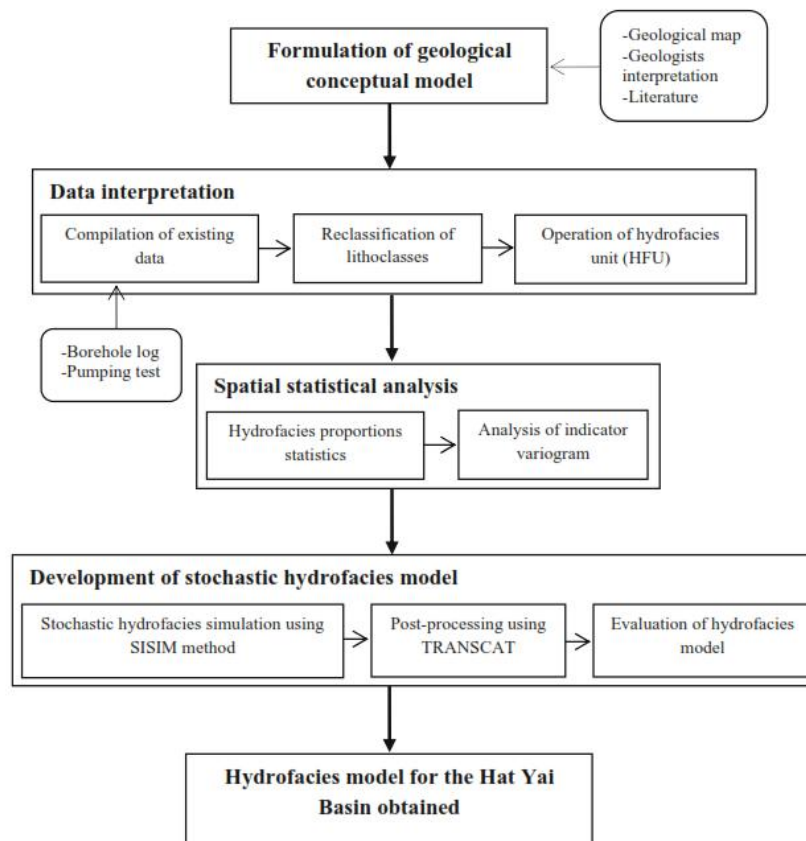 Formulation of geological
conceptual model
-Geological map
-Geologists
interpretation
-Literature
Data interpretation
Compilation of existing
data
Reclassification of
lithoclasses
Operation of hydrofacies
unit (HFU)
-Borehole log
-Pumping test
Spatial statistical analysis
Hydrofacies proportions
statistics
Analysis of indicator
variogram
Development of stochastic hydrofacies model
Stochastic hydrofacies simulation using
SISIM method
Post-processing using
TRANSCAT
Evaluation of hydrofacies
model
Hydrofacies model for the Hat Yai
Basin obtained